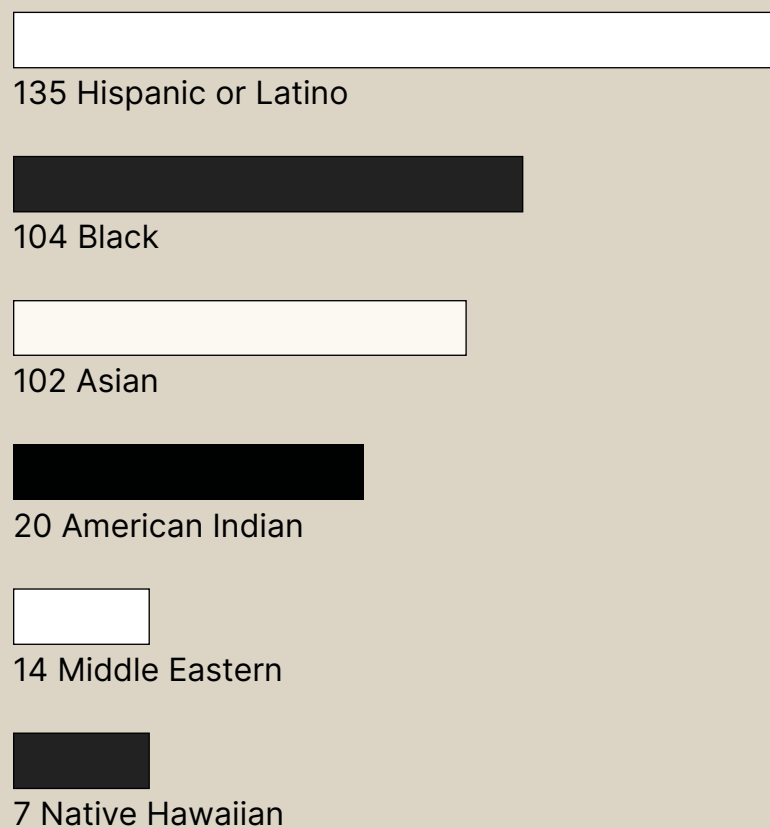 135 Hispanic or Latino
104 Black
102 Asian
20 American Indian
14 Middle Eastern
7 Native Hawaiian